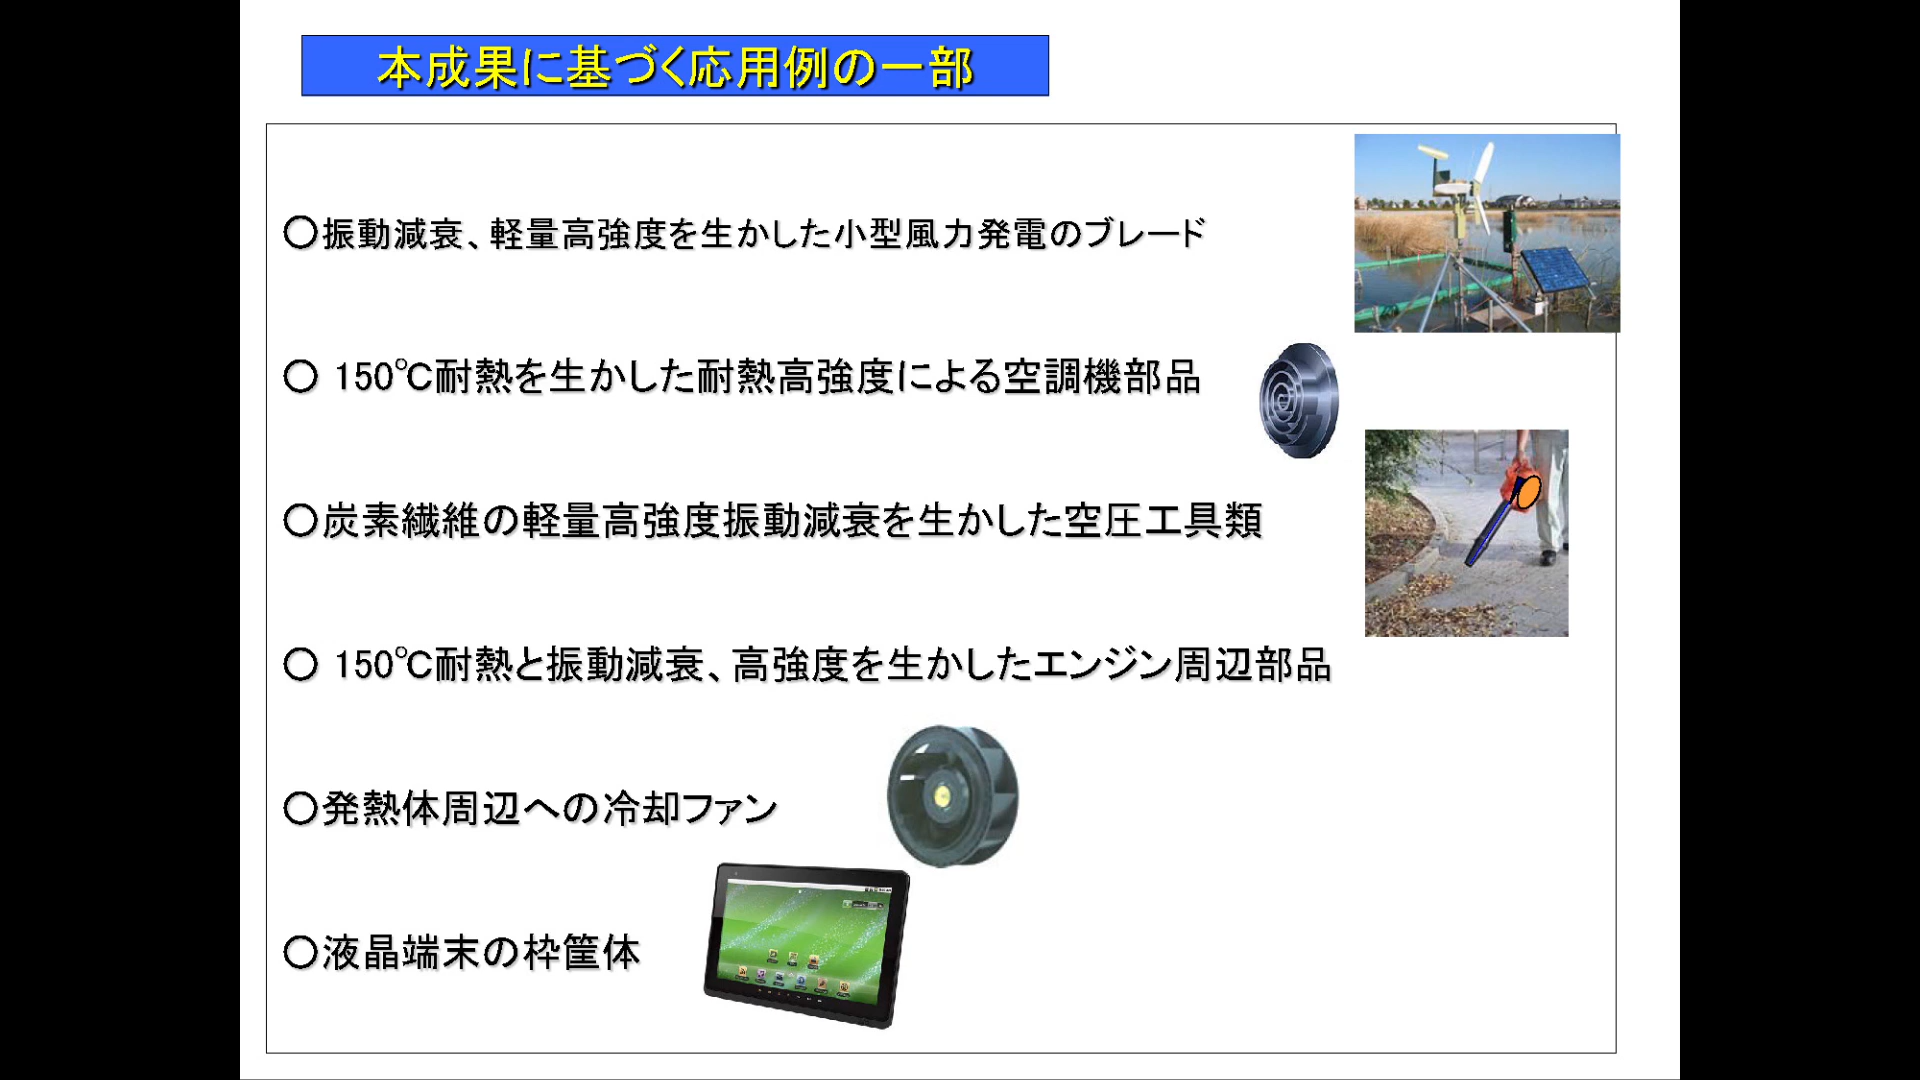 本成果に基づく応用例の一部
〇振動減衰、軽量高強度を生かした小型風力発電のブレード
〇 150℃耐熱を生かした耐熱高強度による空調機部品
〇炭素繊維の軽量高強度振動減衰を生かした空圧工具類
〇 150℃耐熱と振動減衰、高強度を生かしたエンジン周辺部品
〇発熱体周辺への冷却ファン
〇液晶端末の枠筐体